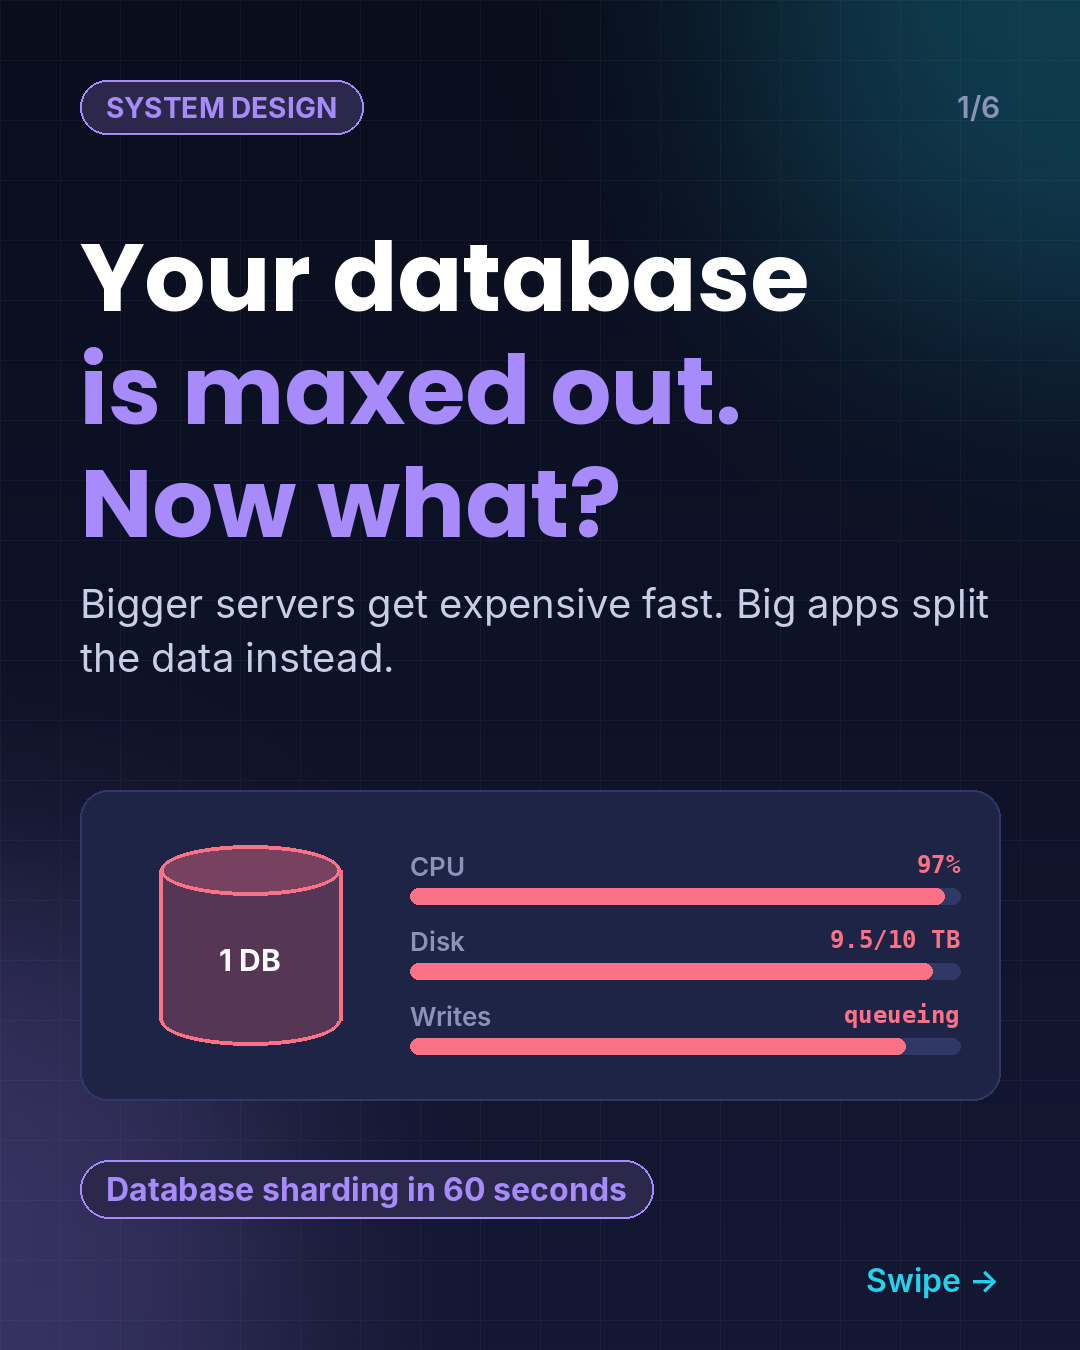 SYSTEM DESIGN
1/6
Your database
is maxed out.
Now what?
Bigger servers get expensive fast. Big apps split
the data instead.
1 DB
CPU 97%
Disk 9.5/10 TB
Writes queueing
Database sharding in 60 seconds
Swipe →